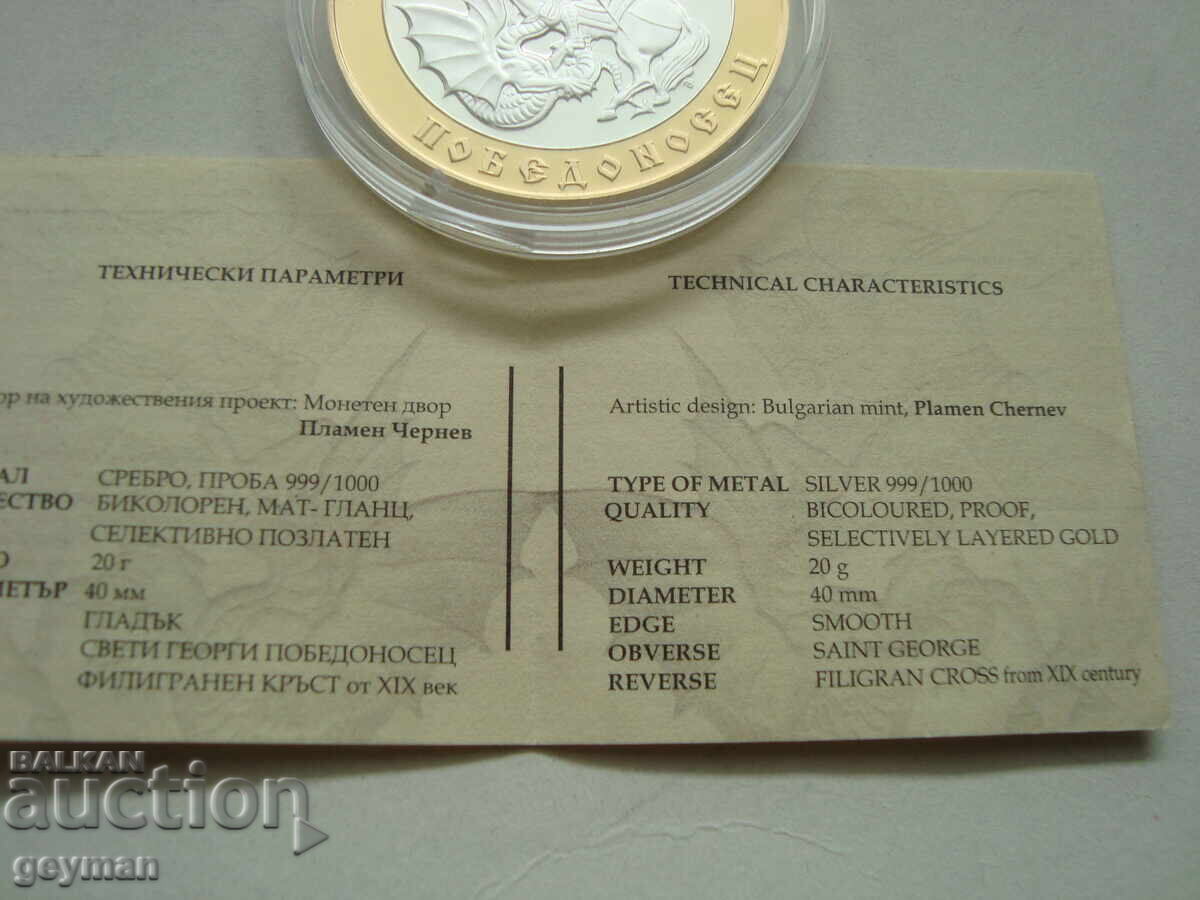 ПОБЕДОНОСЕЦ
ТЕХНИЧЕСКИ ПАРАМЕТРИ
на художествения проект: Монетен двор
Пламен Чернев
СРЕБРО, ПРОБА 999/1000
БИКОЛОРЕН, МАТ- ГЛАНЦ,
СЕЛЕКТИВНО ПОЗЛАТЕН
20 г
40 мм
ГЛАДЪК
СВЕТИ ГЕОРГИ ПОБЕДОНОСЕЦ
ФИЛИГРАНЕН КРЪСТ от XIX век
TECHNICAL CHARACTERISTICS
Artistic design: Bulgarian mint, Plamen Chernev
TYPE OF METAL SILVER 999/1000
QUALITY BICOLOURED, PROOF,
SELECTIVELY LAYERED GOLD
WEIGHT 20 g
DIAMETER 40 mm
EDGE SMOOTH
OBVERSE SAINT GEORGE
REVERSE FILIGRAN CROSS from XIX century
BALKAN
auction
geyman